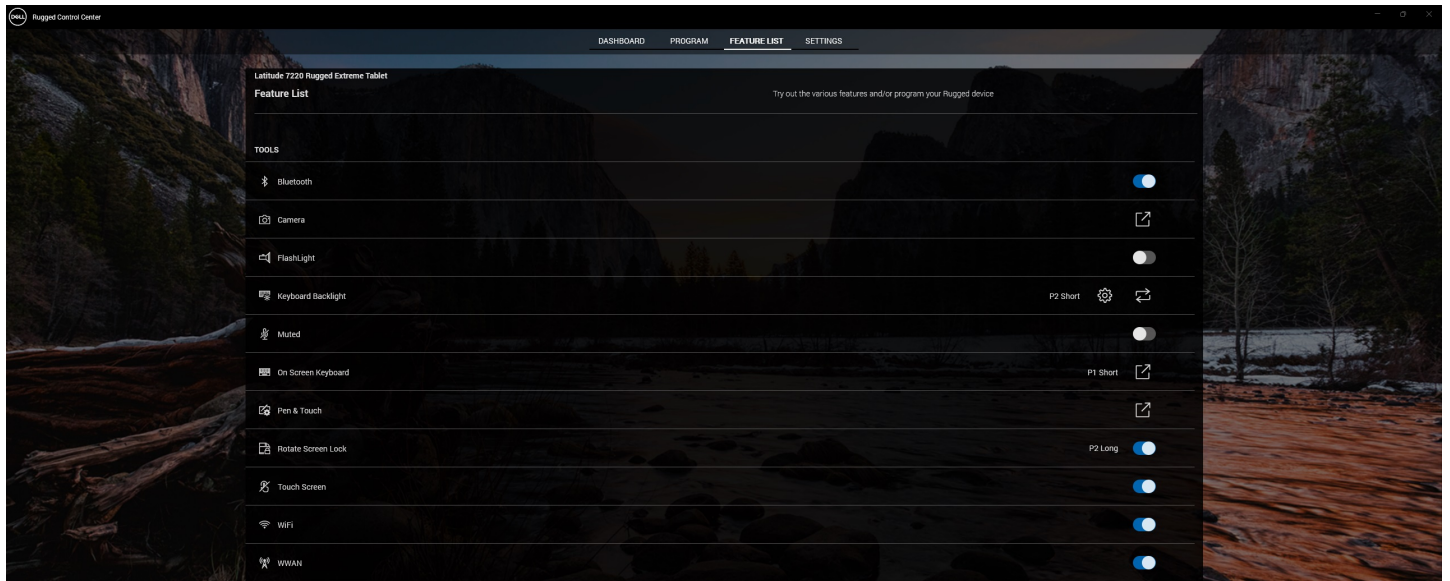 DELL Rugged Control Center
DASHBOARD PROGRAM FEATURE LIST SETTINGS
Latitude 7220 Rugged Extreme Tablet
Feature List Try out the various features and/or program your Rugged device
TOOLS
Bluetooth
Camera
FlashLight
Keyboard Backlight P2 Short
Muted
On Screen Keyboard P1 Short
Pen & Touch
Rotate Screen Lock P2 Long
Touch Screen
WiFi
WWAN